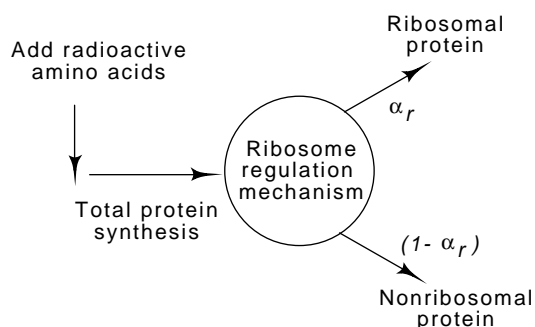 Add radioactive
amino acids
Total protein
synthesis
Ribosome
regulation
mechanism
Ribosomal
protein
αr
(1- αr)
Nonribosomal
protein